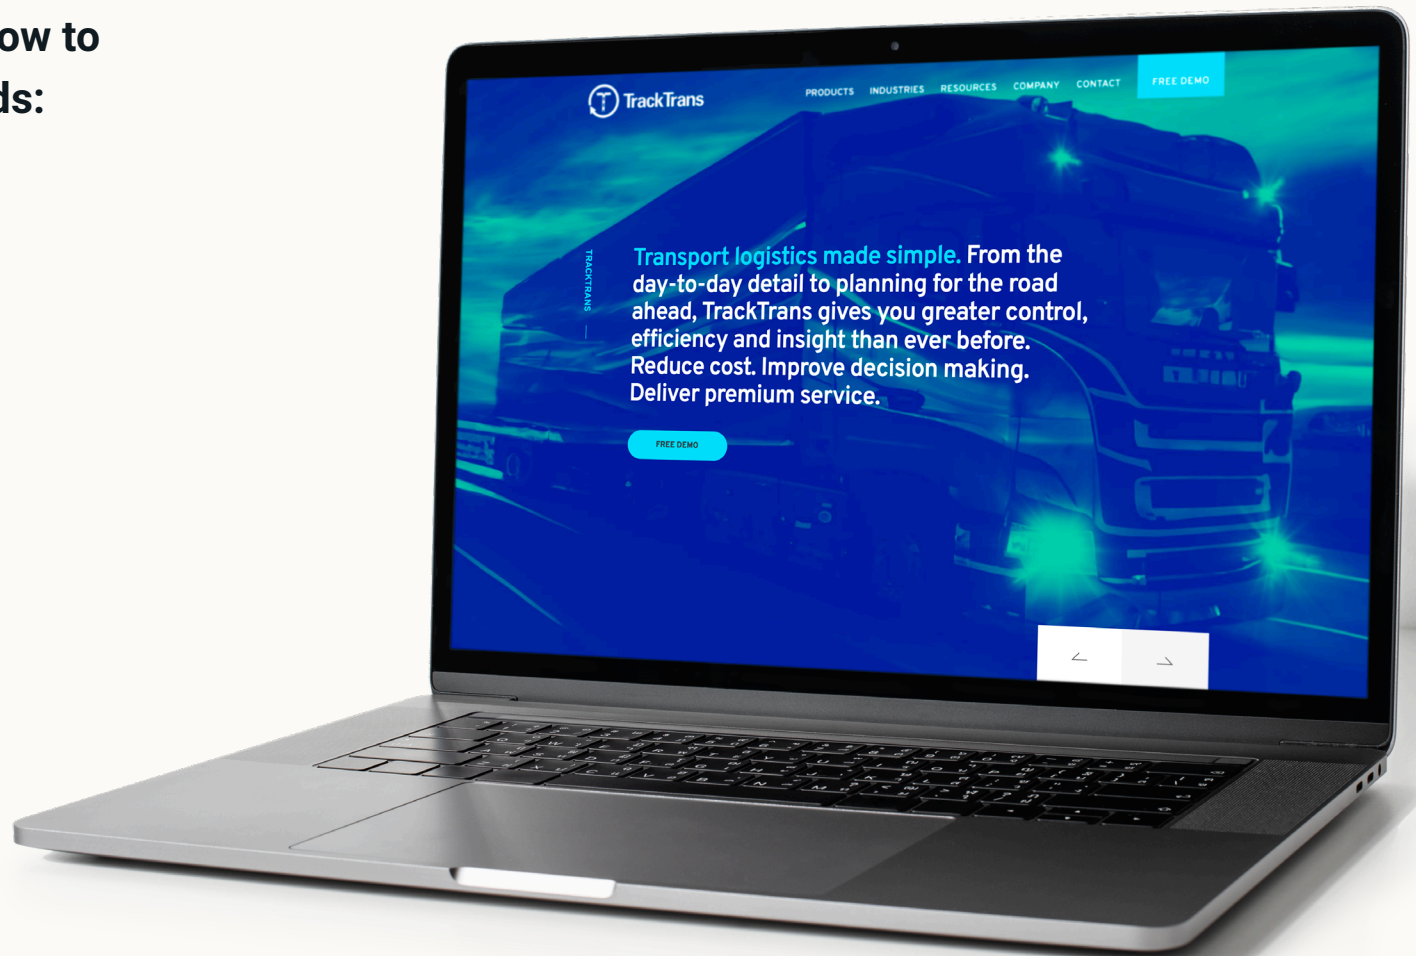 ow to
ds:
TrackTrans
PRODUCTS INDUSTRIES RESOURCES COMPANY CONTACT FREE DEMO
TRACKTRANS
Transport logistics made simple. From the
day-to-day detail to planning for the road
ahead, TrackTrans gives you greater control,
efficiency and insight than ever before.
Reduce cost. Improve decision making.
Deliver premium service.
FREE DEMO